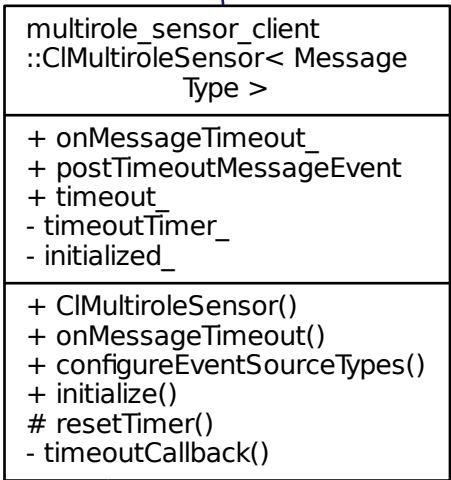 multirole_sensor_client
::ClMultiroleSensor< Message
Type >
+ onMessageTimeout_
+ postTimeoutMessageEvent
+ timeout_
- timeoutTimer_
- initialized_
+ ClMultiroleSensor()
+ onMessageTimeout()
+ configureEventSourceTypes()
+ initialize()
# resetTimer()
- timeoutCallback()